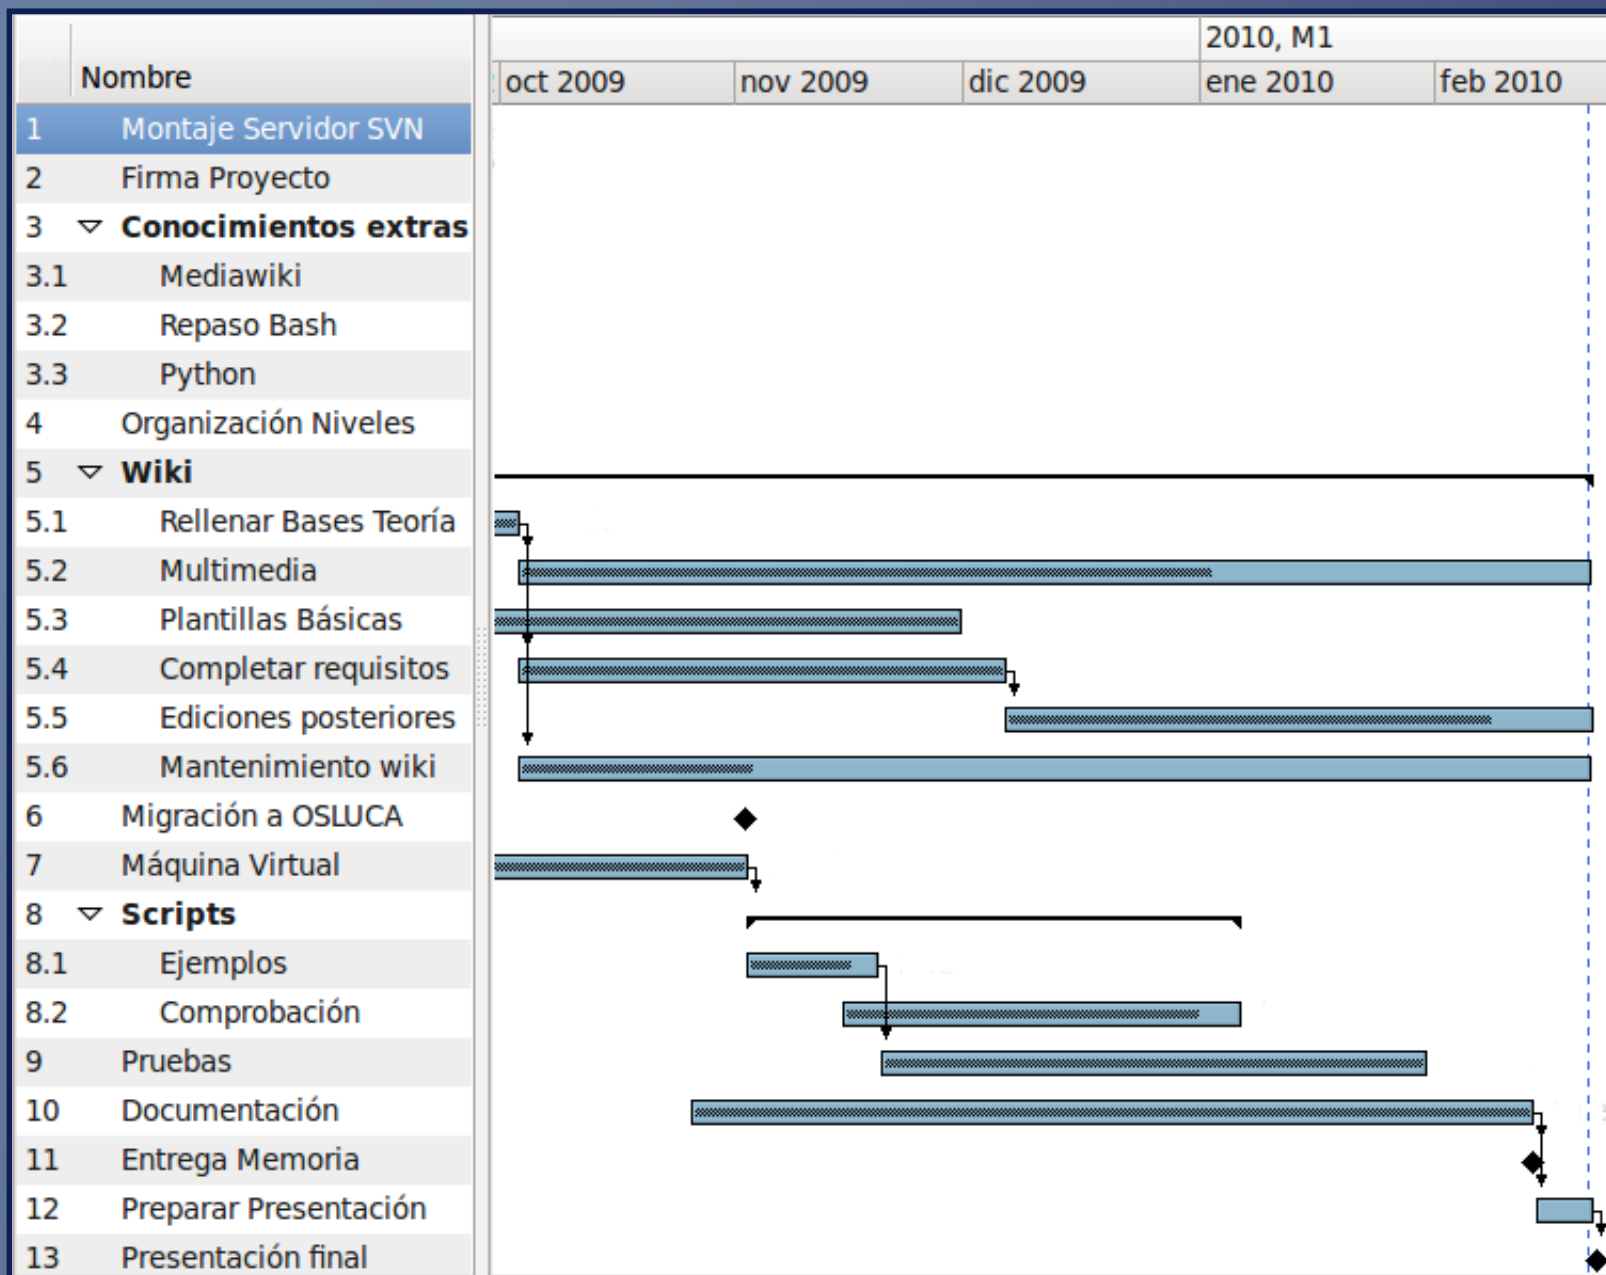 2010, M1
Nombre
oct 2009 nov 2009 dic 2009 ene 2010 feb 2010
1 Montaje Servidor SVN
2 Firma Proyecto
3 Conocimientos extras
3.1 Mediawiki
3.2 Repaso Bash
3.3 Python
4 Organización Niveles
5 Wiki
5.1 Rellenar Bases Teoría
5.2 Multimedia
5.3 Plantillas Básicas
5.4 Completar requisitos
5.5 Ediciones posteriores
5.6 Mantenimiento wiki
6 Migración a OSLUCA
7 Máquina Virtual
8 Scripts
8.1 Ejemplos
8.2 Comprobación
9 Pruebas
10 Documentación
11 Entrega Memoria
12 Preparar Presentación
13 Presentación final